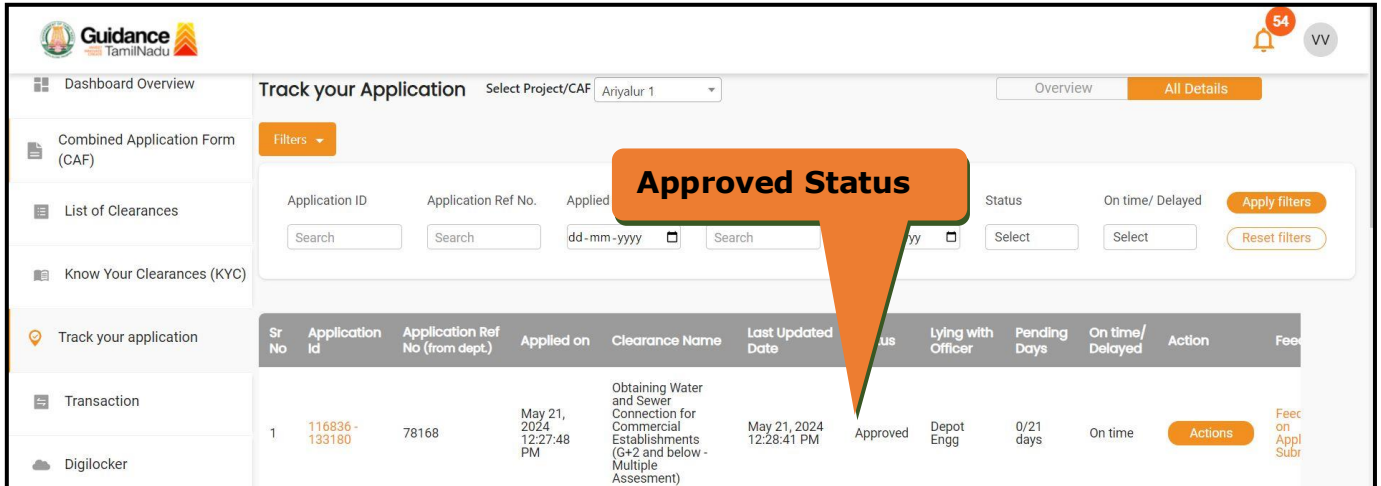 Guidance
TamilNadu
54
VV
Dashboard Overview
Combined Application Form
(CAF)
List of Clearances
Know Your Clearances (KYC)
Track your application
Transaction
Digilocker
Track your Application Select Project/CAF Ariyalur 1 Overview All Details
Filters
Approved Status
Application ID Application Ref No. Applied Status On time/ Delayed Apply filters
Search Search dd-mm-yyyy Search yy Select Select Reset filters
Sr
No
Application
Id
Application Ref
No (from dept.)
Applied on
Clearance Name
Last Updated
Date
us
Lying with
Officer
Pending
Days
On time/
Delayed
Action
Fee
1
116836 -
133180
78168
May 21,
2024
12:27:48
PM
Obtaining Water
and Sewer
Connection for
Commercial
Establishments
(G+2 and below -
Multiple
Assesment)
May 21, 2024
12:28:41 PM
Approved
Depot
Engg
0/21
days
On time
Actions
Feed
on
Appl
Subr